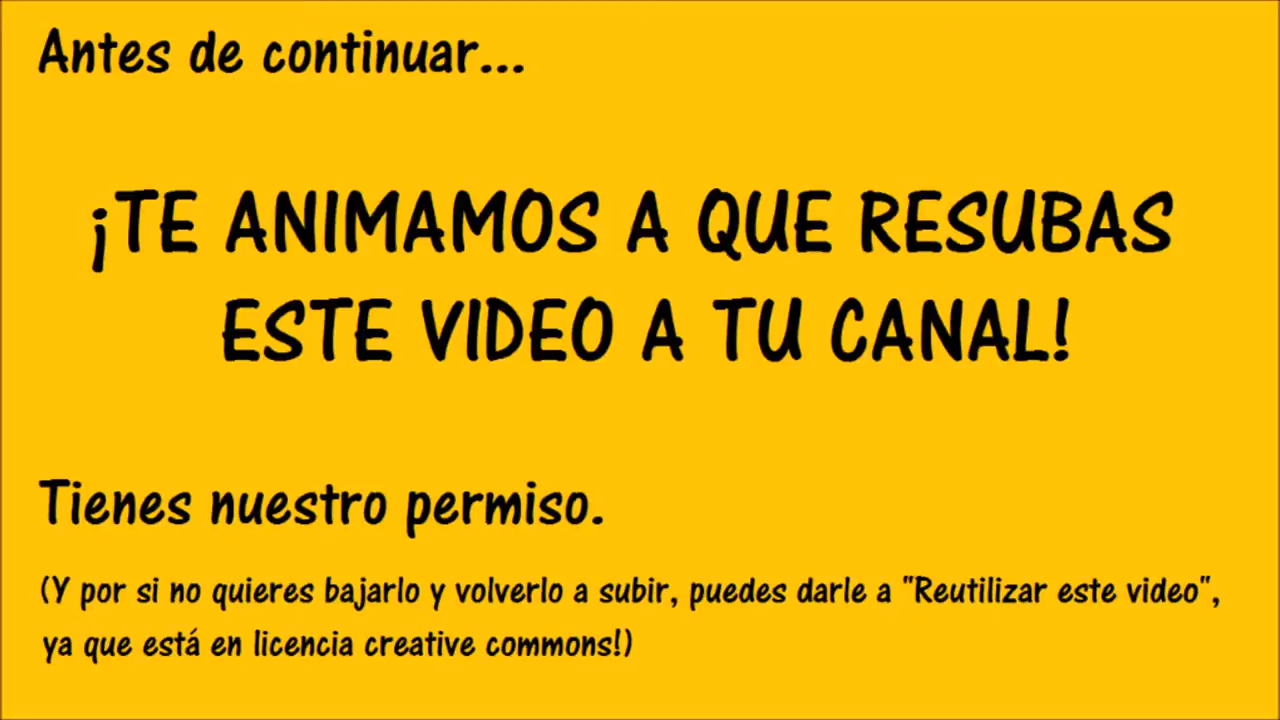 Antes de continuar...
¡TE ANIMAMOS A QUE RESUBAS
ESTE VIDEO A TU CANAL!
Tienes nuestro permiso.
(Y por si no quieres bajarlo y volverlo a subir, puedes darle a "Reutilizar este video",
ya que está en licencia creative commons!)